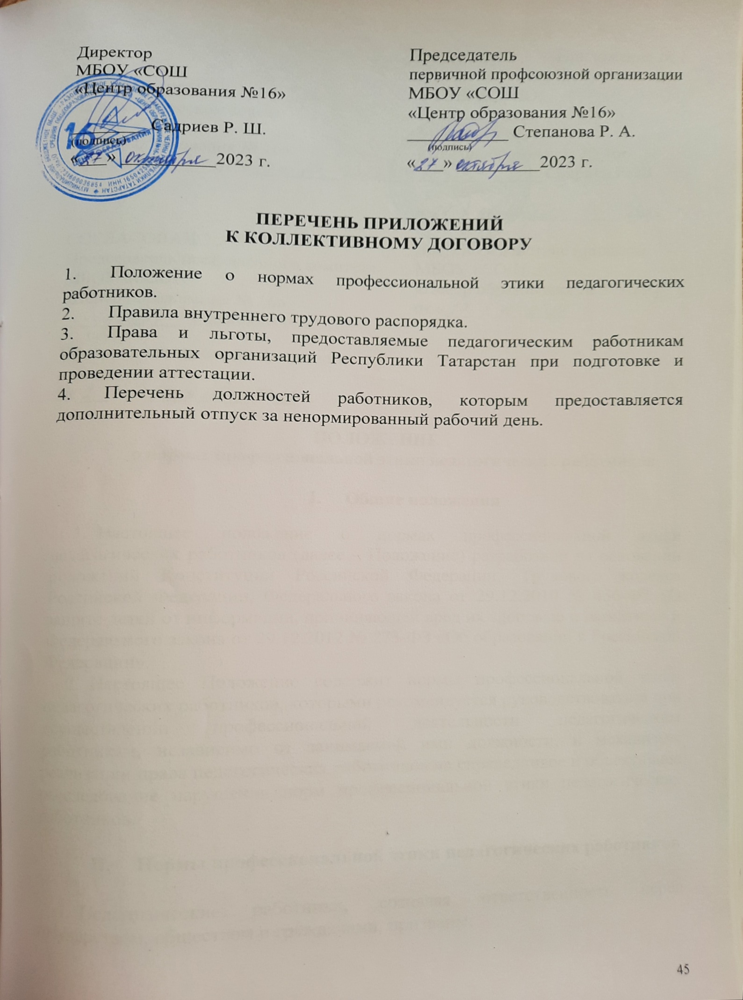 Директор
МБОУ «СОШ
«Центр образования №16»
Садриев Р. Ш.
(подпись)
«27» октября 2023 г.
Председатель
первичной профсоюзной организации
МБОУ «СОШ
«Центр образования №16»
Степанова Р. А.
(подпись)
«27» октября 2023 г.
16
ЦЕНТР ОБРАЗОВАНИЯ
ПЕРЕЧЕНЬ ПРИЛОЖЕНИЙ
К КОЛЛЕКТИВНОМУ ДОГОВОРУ
1. Положение о нормах профессиональной этики педагогических
работников.
2. Правила внутреннего трудового распорядка.
3. Права и льготы, предоставляемые педагогическим работникам
образовательных организаций Республики Татарстан при подготовке и
проведении аттестации.
4. Перечень должностей работников, которым предоставляется
дополнительный отпуск за ненормированный рабочий день.
45